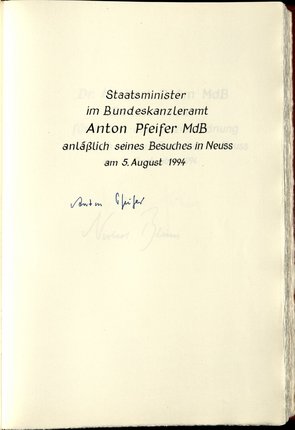 Staatsminister
im Bundeskanzleramt
Anton Pfeifer MdB
anläßlich seines Besuches in Neuss
am 5. August 1994
Anton Pfeifer